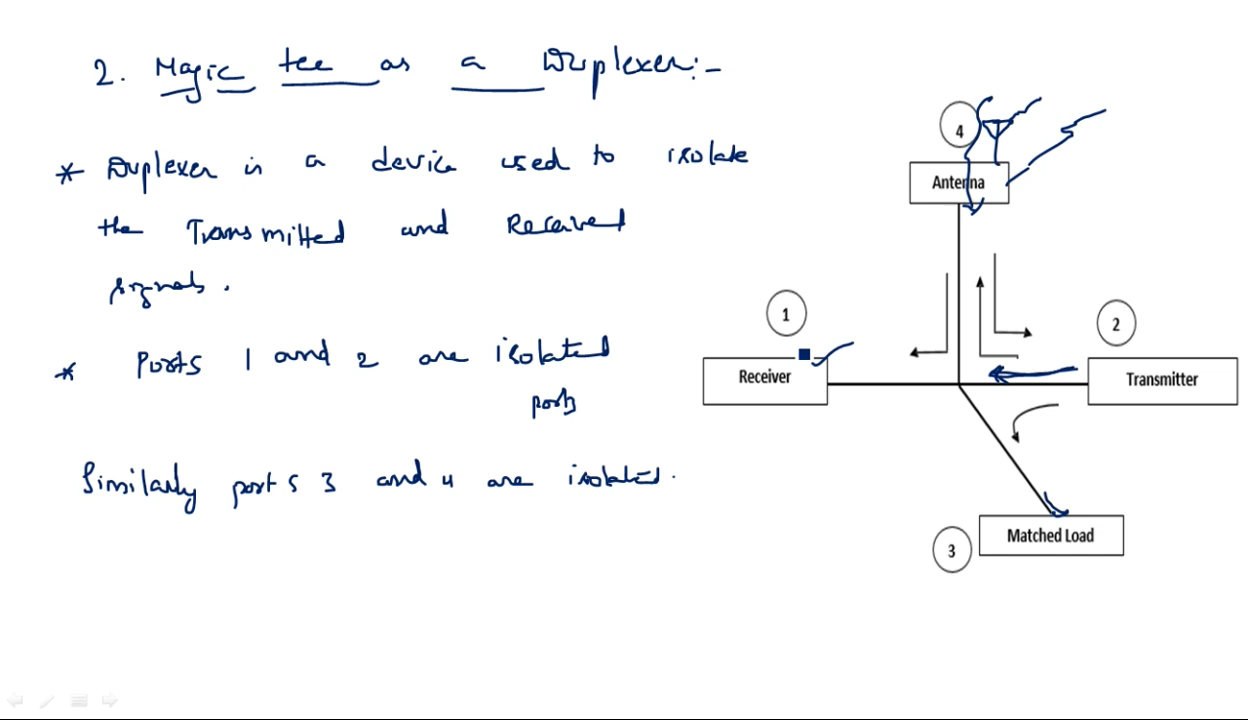 2. Magic tee as a Duplexer:-
* Duplexer is a device used to isolate
the Transmitted and Received
signals.
* Ports 1 and 2 are isolated
ports
Similarly ports 3 and 4 are isolated.
4
Antenna
1
2
Receiver
Transmitter
3
Matched Load